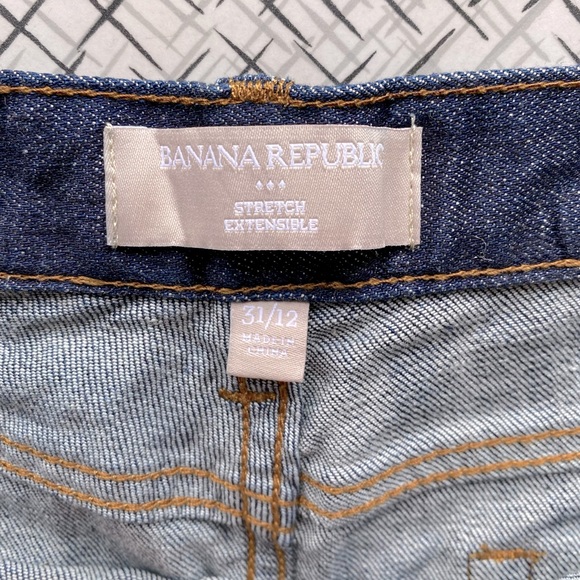 BANANA REPUBLIC
STRETCH
EXTENSIBLE
31/12
MADE IN
CHINA